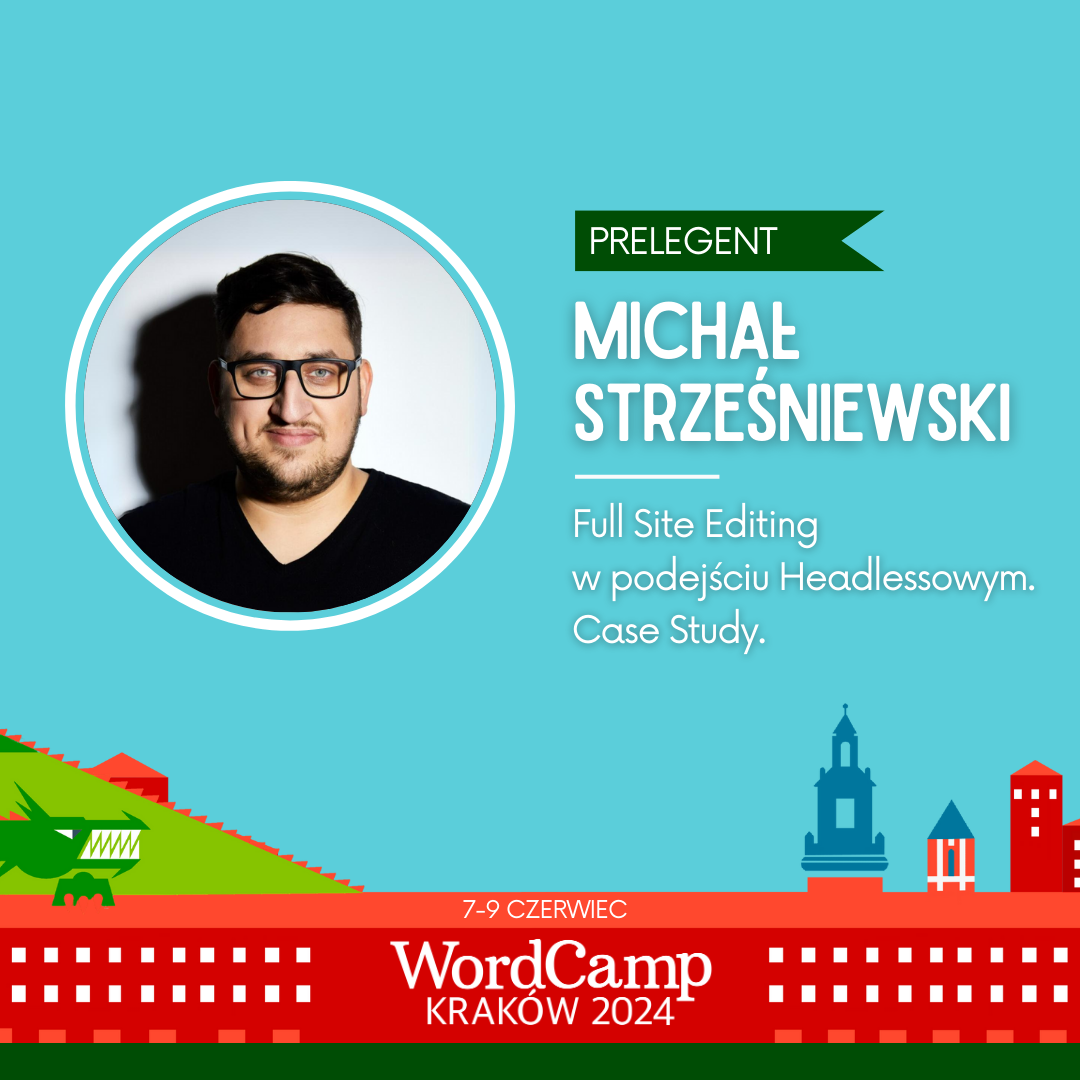 PRELEGENT
MICHAŁ
STRZEŚNIEWSKI
Full Site Editing
w podejściu Headlessowym.
Case Study.
7-9 CZERWIEC
WordCamp
KRAKÓW 2024